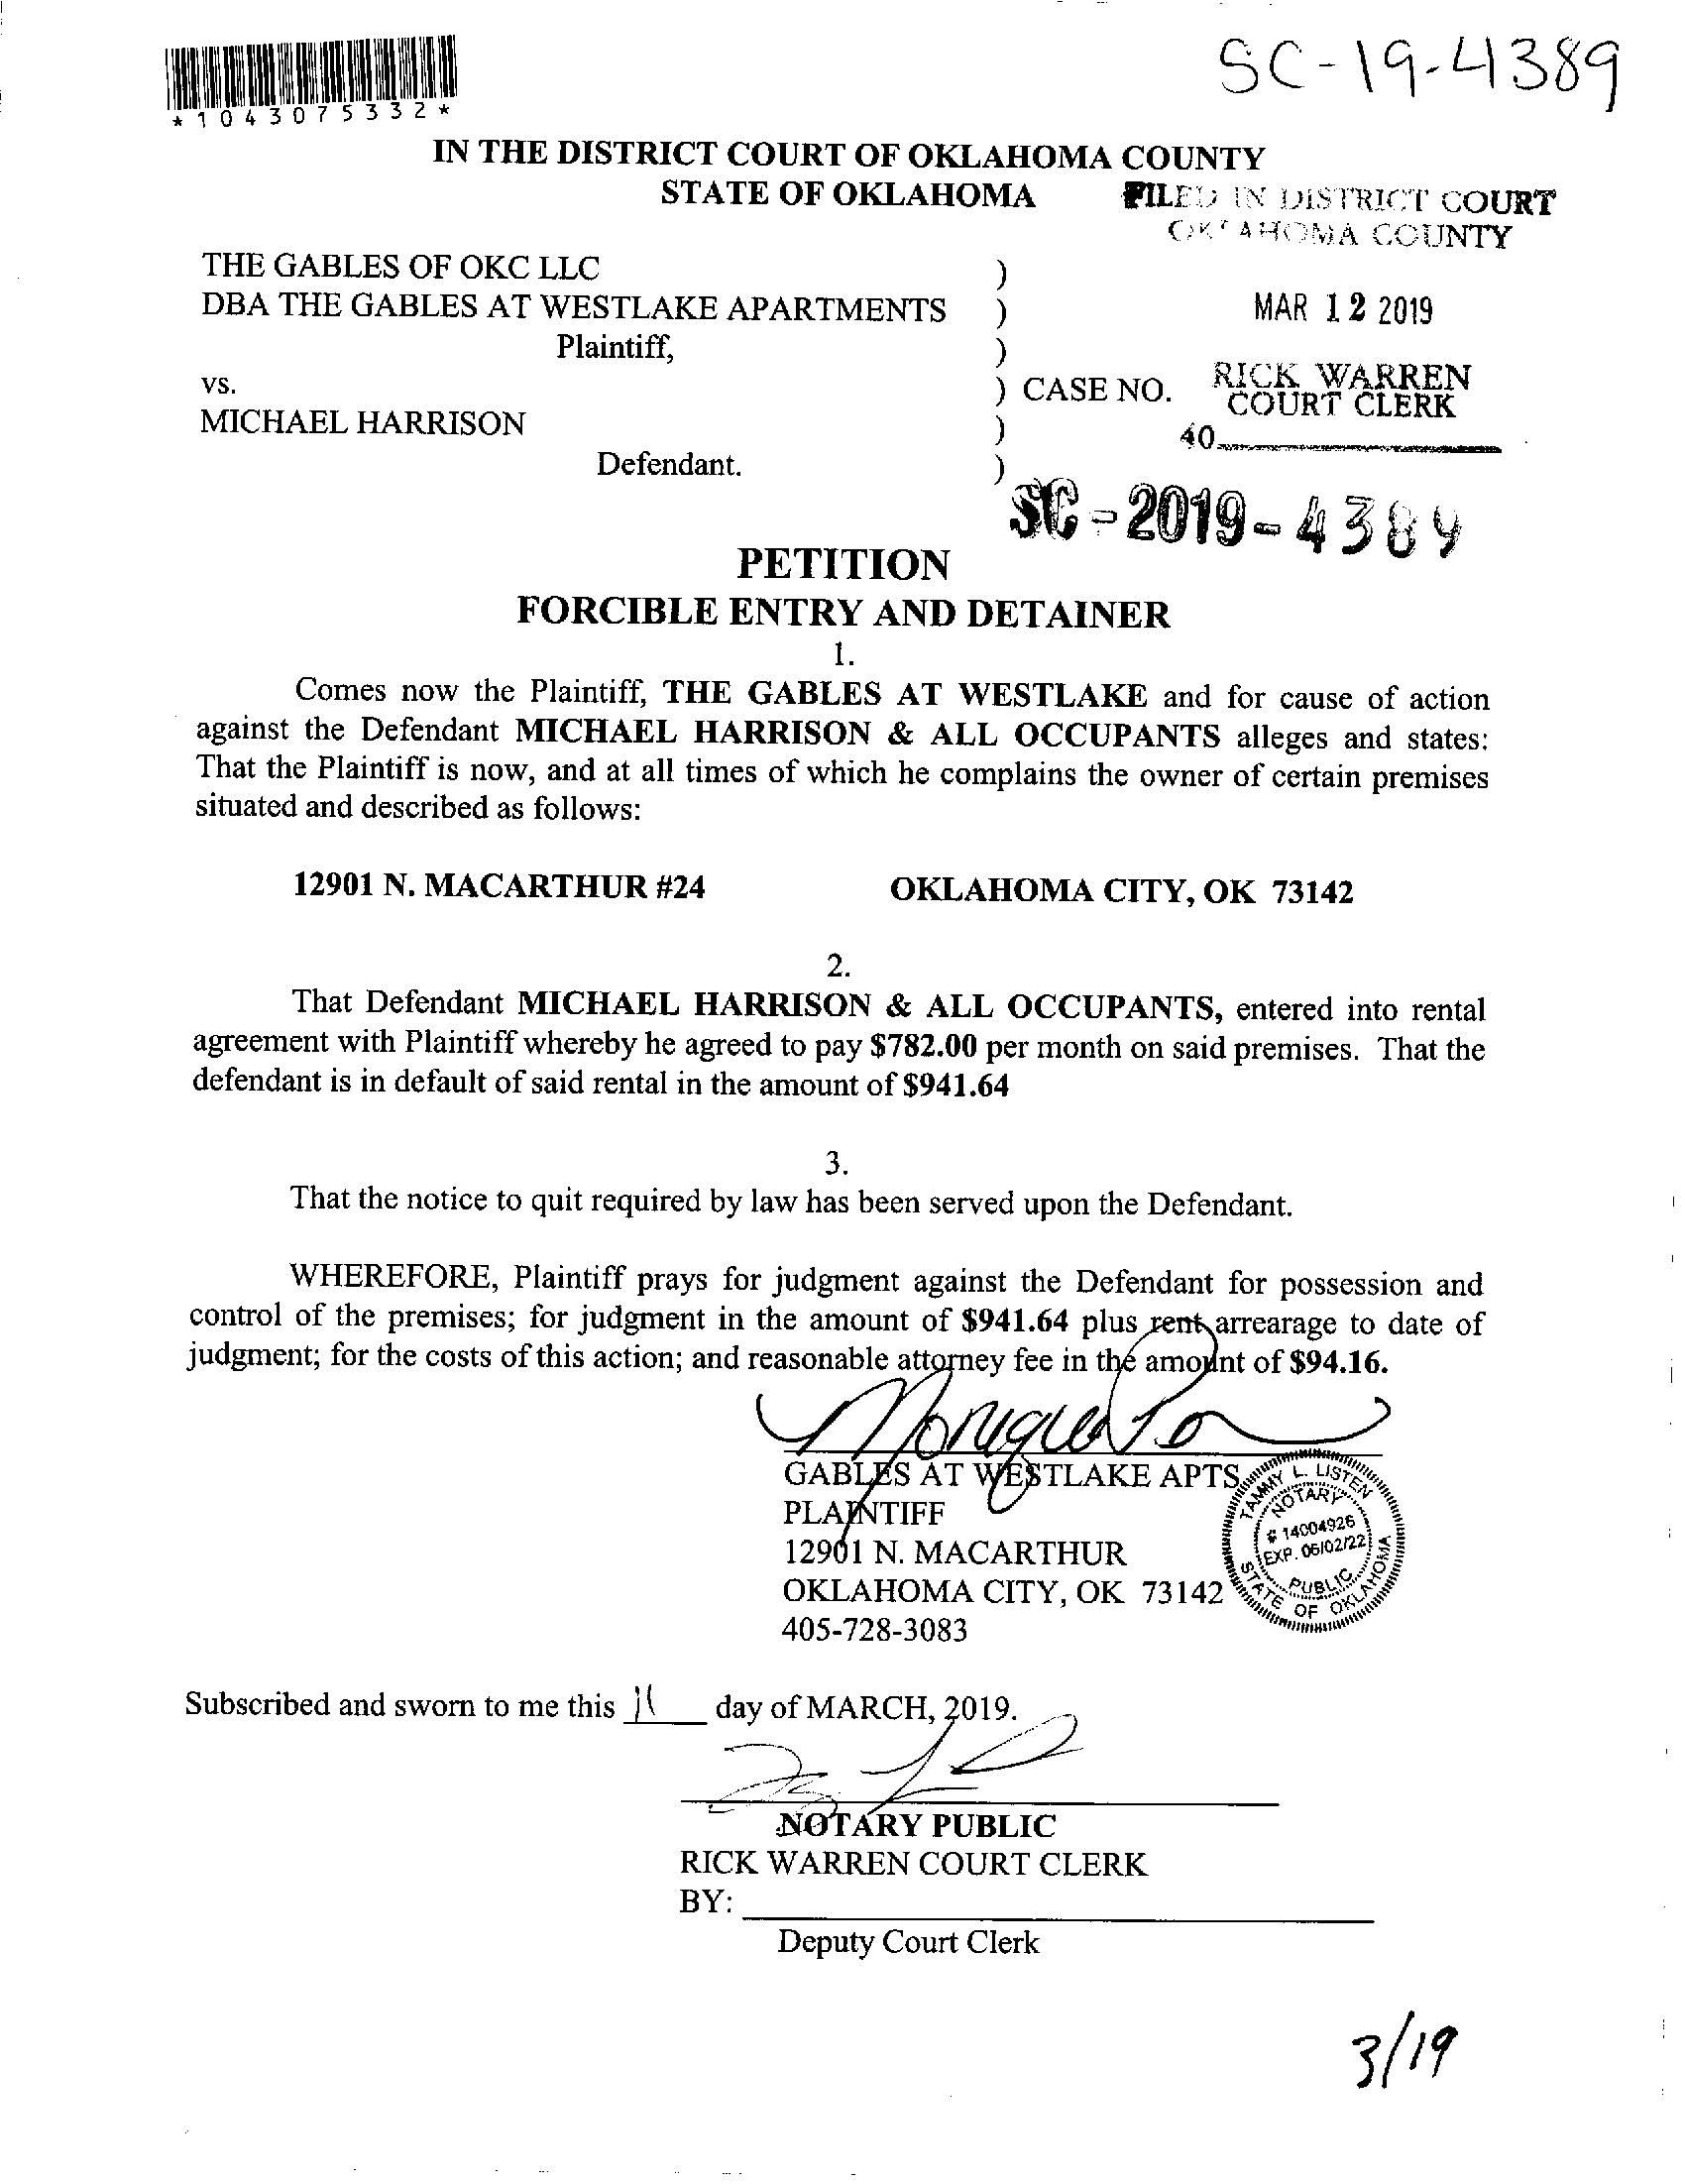 SC-19-4389
*1043075332*
IN THE DISTRICT COURT OF OKLAHOMA COUNTY
STATE OF OKLAHOMA
FILED IN DISTRICT COURT
OKLAHOMA COUNTY
THE GABLES OF OKC LLC )
DBA THE GABLES AT WESTLAKE APARTMENTS )
MAR 12 2019
Plaintiff, )
vs. ) CASE NO.
RICK WARREN
COURT CLERK
MICHAEL HARRISON )
40
Defendant. )
SC-2019-4389
PETITION
FORCIBLE ENTRY AND DETAINER
1.
Comes now the Plaintiff, THE GABLES AT WESTLAKE and for cause of action
against the Defendant MICHAEL HARRISON & ALL OCCUPANTS alleges and states:
That the Plaintiff is now, and at all times of which he complains the owner of certain premises
situated and described as follows:
12901 N. MACARTHUR #24 OKLAHOMA CITY, OK 73142
2.
That Defendant MICHAEL HARRISON & ALL OCCUPANTS, entered into rental
agreement with Plaintiff whereby he agreed to pay $782.00 per month on said premises. That the
defendant is in default of said rental in the amount of $941.64
3.
That the notice to quit required by law has been served upon the Defendant.
WHEREFORE, Plaintiff prays for judgment against the Defendant for possession and
control of the premises; for judgment in the amount of $941.64 plus rent arrearage to date of
judgment; for the costs of this action; and reasonable attorney fee in the amount of $94.16.
GABLES AT WESTLAKE APTS
PLAINTIFF
12901 N. MACARTHUR
OKLAHOMA CITY, OK 73142
405-728-3083
TAMMY L. LISTEN
NOTARY
# 14004926
EXP. 06/02/22
PUBLIC
STATE OF OKLAHOMA
Subscribed and sworn to me this 11 day of MARCH, 2019.
NOTARY PUBLIC
RICK WARREN COURT CLERK
BY:
Deputy Court Clerk
3/19